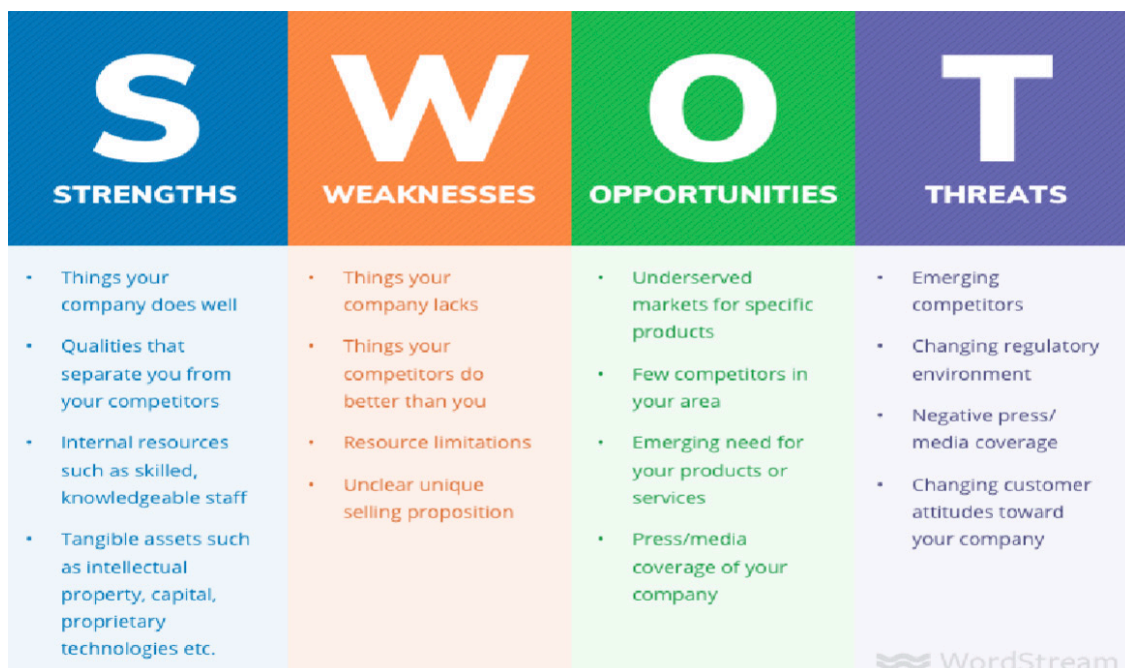 S
STRENGTHS
• Things your
company does well
• Qualities that
separate you from
your competitors
• Internal resources
such as skilled,
knowledgeable staff
• Tangible assets such
as intellectual
property, capital,
proprietary
technologies etc.
W
WEAKNESSES
• Things your
company lacks
• Things your
competitors do
better than you
• Resource limitations
• Unclear unique
selling proposition
O
OPPORTUNITIES
• Underserved
markets for specific
products
• Few competitors in
your area
• Emerging need for
your products or
services
• Press/media
coverage of your
company
T
THREATS
• Emerging
competitors
• Changing regulatory
environment
• Negative press/
media coverage
• Changing customer
attitudes toward
your company
WordStream